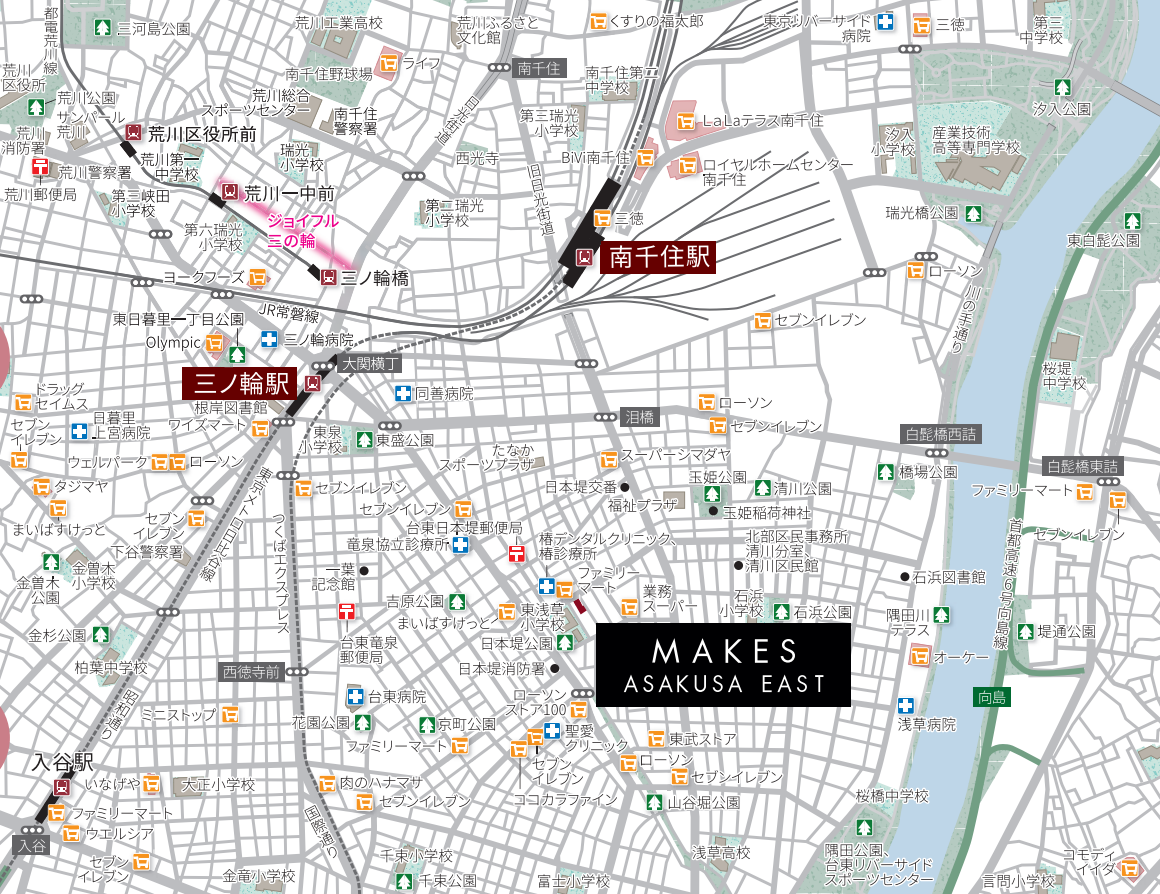 都電荒川線
三河島公園
荒川工業高校
荒川ふるさと
文化館
くすりの福太郎
東京リバーサイド
病院
三徳
第三
中学校
荒川
区役所
荒川公園
サンパール
荒川
荒川総合
スポーツセンター
南千住野球場
ライフ
南千住
南千住第二
中学校
汐入公園
荒川
消防署
荒川区役所前
南千住
警察署
日光街道
第三瑞光
小学校
LaLaテラス南千住
汐入
小学校
産業技術
高等専門学校
荒川郵便局
荒川警察署
荒川第一
中学校
瑞光
小学校
西光寺
BiVi南千住
ロイヤルホームセンター
南千住
第三峡田
小学校
荒川一中前
ジョイフル
三の輪
旧日光街道
第二瑞光
小学校
三徳
瑞光橋公園
第六瑞光
小学校
南千住駅
東白髭公園
ヨークフーズ
三ノ輪橋
ローソン
JR常磐線
川の手通り
東日暮里一丁目公園
Olympic
三ノ輪病院
セブンイレブン
大関横丁
三ノ輪駅
桜堤
中学校
ドラッグ
セイムス
根岸図書館
同善病院
ローソン
泪橋
セブン
イレブン
日暮里
上宮病院
ワイズマート
東泉
小学校
東盛公園
セブンイレブン
白髭橋西詰
ウェルパーク
ローソン
たなか
スポーツプラザ
スーパーシマダヤ
橋場公園
白髭橋東詰
タジマヤ
東京メトロ日比谷線
セブンイレブン
日本堤交番
玉姫公園
清川公園
ファミリーマート
まいばすけっと
セブン
イレブン
つくばエクスプレス
セブンイレブン
福祉プラザ
玉姫稲荷神社
セブンイレブン
下谷警察署
台東日本堤郵便局
竜泉協立診療所
椿デンタルクリニック、
椿診療所
北部区民事務所
清川分室、
清川区民館
首都高速6号向島線
金曽木
公園
金曽木
小学校
一葉
記念館
ファミリー
マート
業務
スーパー
石浜図書館
吉原公園
まいばすけっと
東浅草
小学校
石浜
小学校
石浜公園
隅田川
テラス
金杉公園
台東竜泉
郵便局
日本堤公園
MAKES
ASAKUSA EAST
堤通公園
柏葉中学校
西徳寺前
日本堤消防署
オーケー
昭和通り
台東病院
ローソン
ストア100
向島
ミニストップ
花園公園
京町公園
聖愛
クリニック
浅草病院
ファミリーマート
東武ストア
入谷駅
セブン
イレブン
ローソン
セブンイレブン
いなげや
大正小学校
肉のハナマサ
セブンイレブン
ココカラファイン
山谷堀公園
桜橋中学校
ファミリーマート
ウエルシア
国際通り
入谷
セブン
イレブン
金竜小学校
千束小学校
千束公園
富士小学校
浅草高校
隅田公園、
台東リバーサイド
スポーツセンター
言問小学校
コモディ
イイダ